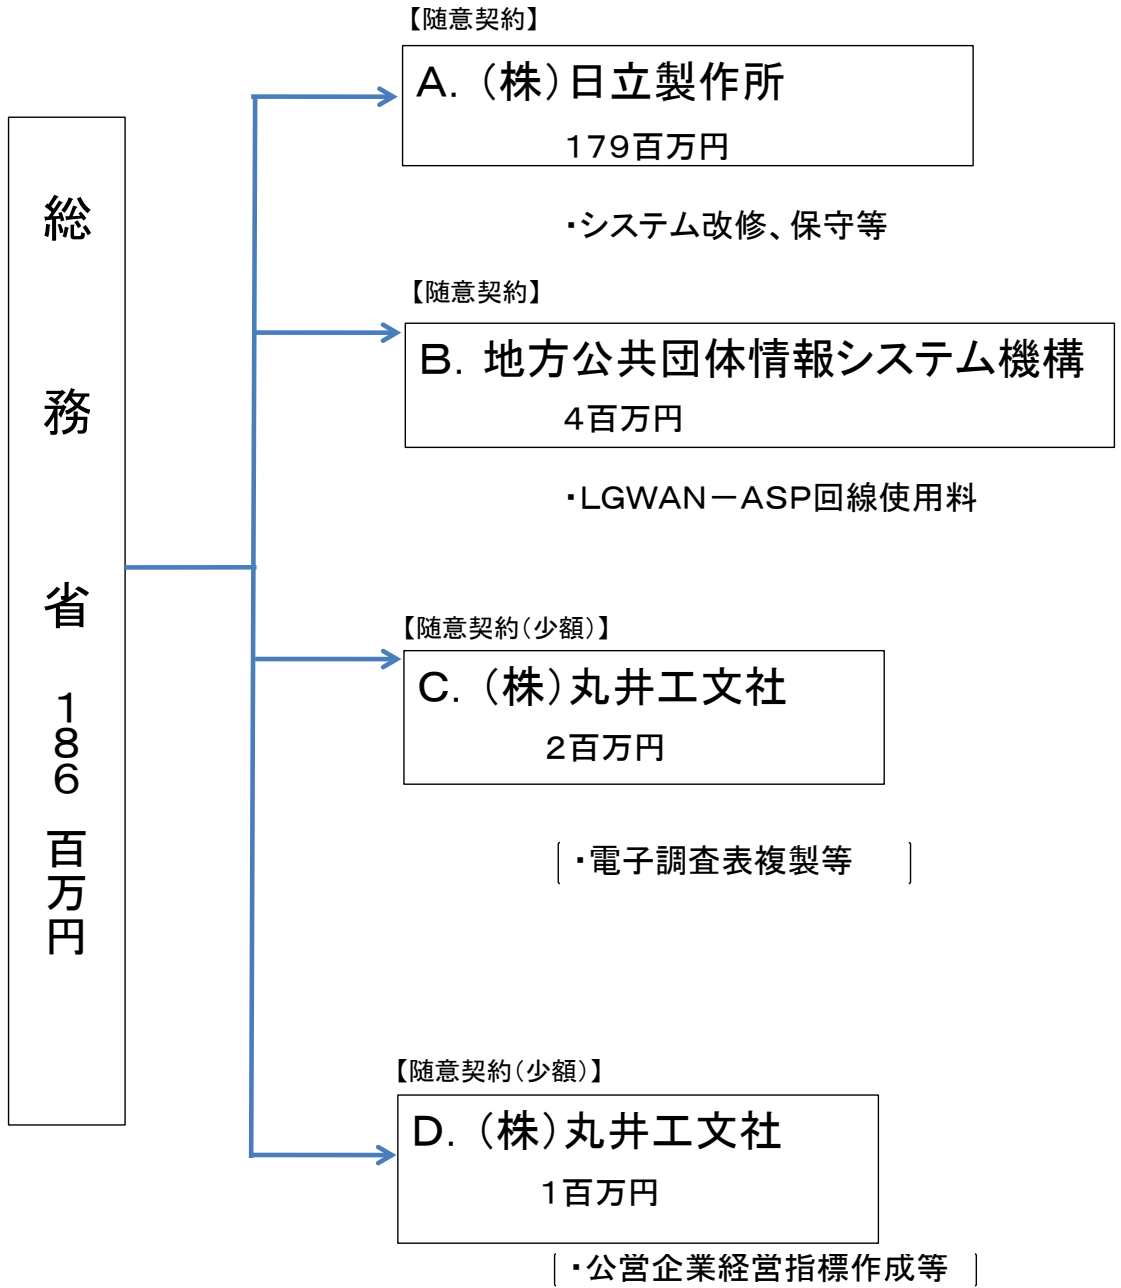 総務省 186百万円
【随意契約】
A.（株）日立製作所
179百万円
・システム改修、保守等
【随意契約】
B.地方公共団体情報システム機構
4百万円
・LGWAN－ASP回線使用料
【随意契約（少額）】
C.（株）丸井工文社
2百万円
・電子調査表複製等
【随意契約（少額）】
D.（株）丸井工文社
1百万円
・公営企業経営指標作成等